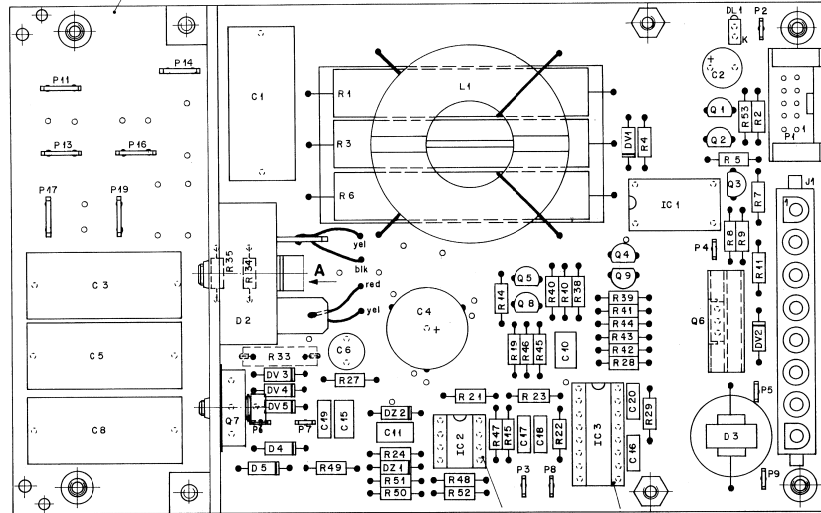 DL1 P2
K
P14
P11
C1
R1
L1
+
C2
Q1
R53
R2
P1
P13
P16
R3
DV1
R4
Q2
R5
P17
P19
R6
IC1
Q3
R7
J1
1
R8
R9
P4
yel
R35
R34
A
blk
red
yel
Q4
Q9
R11
C3
D2
R14
Q5
Q8
R40
R10
R38
R39
R41
R44
R43
R42
R28
Q6
DV2
C4
+
C5
R33
C6
R19
R46
R45
C10
DV3
DV4
DV5
R27
R21
R23
R29
P5
C8
Q7
P6
P7
C19
C15
DZ2
C11
IC2
R47
R15
C17
C18
R22
IC3
C20
C16
D3
D4
D5
R49
R24
DZ1
R51
R50
R48
R52
P3
P8
P9